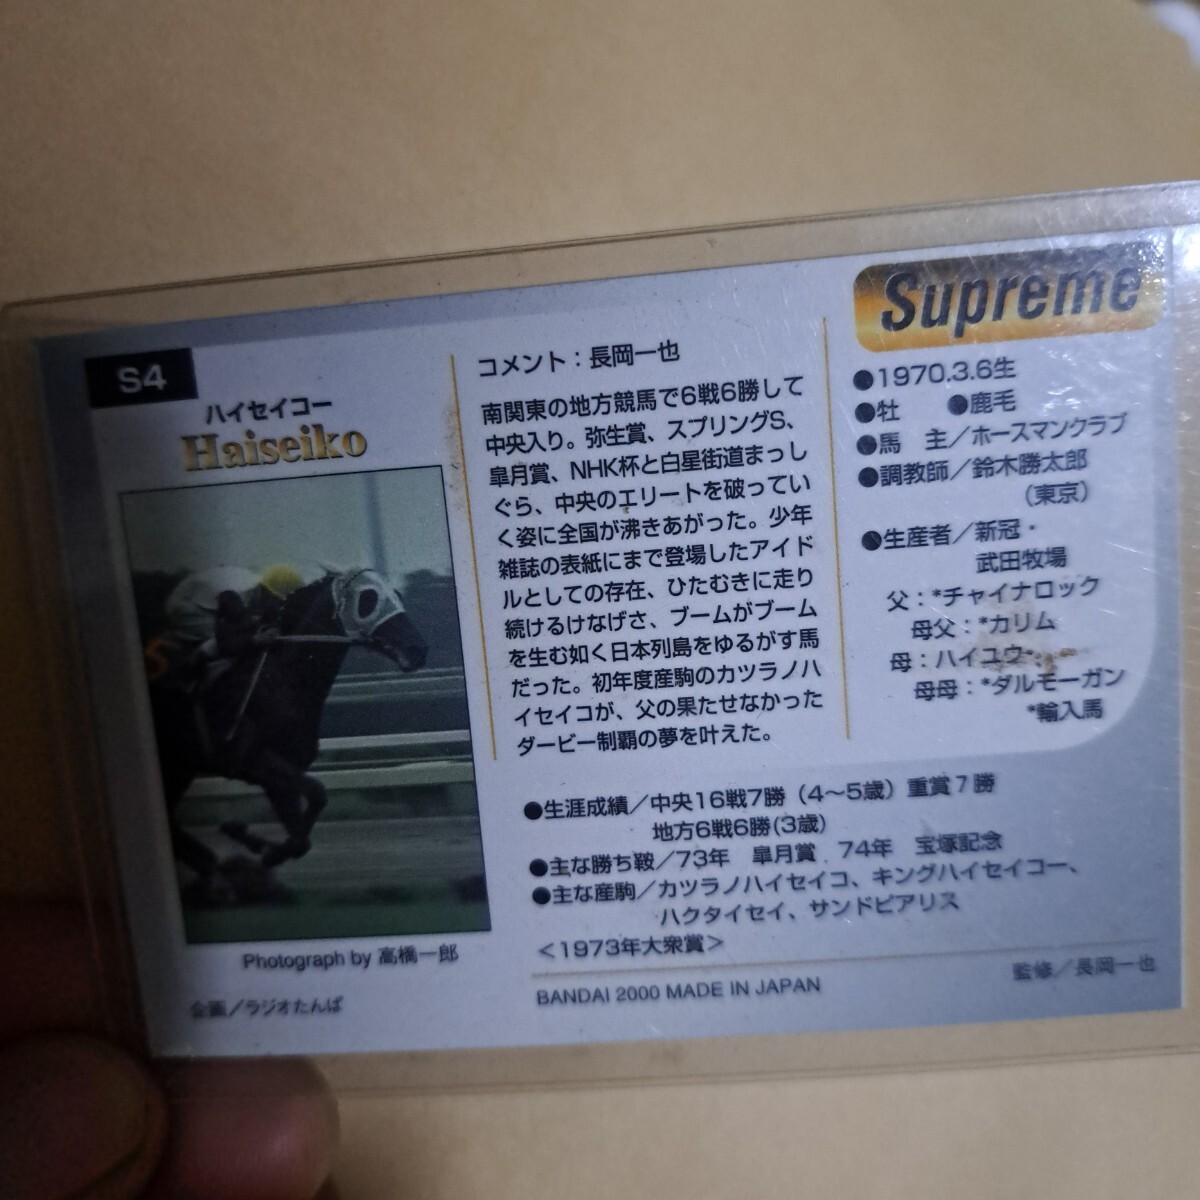 S4
ハイセイコー
Haiseiko
Photograph by 高橋一郎
企画／ラジオたんぱ
コメント：長岡一也
南関東の地方競馬で6戦6勝して
中央入り。弥生賞、スプリングS、
皐月賞、NHK杯と白星街道まっし
ぐら、中央のエリートを破ってい
く姿に全国が沸きあがった。少年
雑誌の表紙にまで登場したアイド
ルとしての存在、ひたむきに走り
続けるけなげさ、ブームがブーム
を生む如く日本列島をゆるがす馬
だった。初年度産駒のカツラノハ
イセイコが、父の果たせなかった
ダービー制覇の夢を叶えた。
Supreme
●1970.3.6生
●牡　●鹿毛
●馬　主／ホースマンクラブ
●調教師／鈴木勝太郎
（東京）
●生産者／新冠・
武田牧場
父：*チャイナロック
母父：*カリム
母：ハイユウ
母母：*ダルモーガン
*輸入馬
●生涯成績／中央16戦7勝（4～5歳）重賞7勝
地方6戦6勝(3歳)
●主な勝ち鞍／73年　皐月賞　74年　宝塚記念
●主な産駒／カツラノハイセイコ、キングハイセイコー、
ハクタイセイ、サンドピアリス
＜1973年大衆賞＞
BANDAI 2000 MADE IN JAPAN
監修／長岡一也